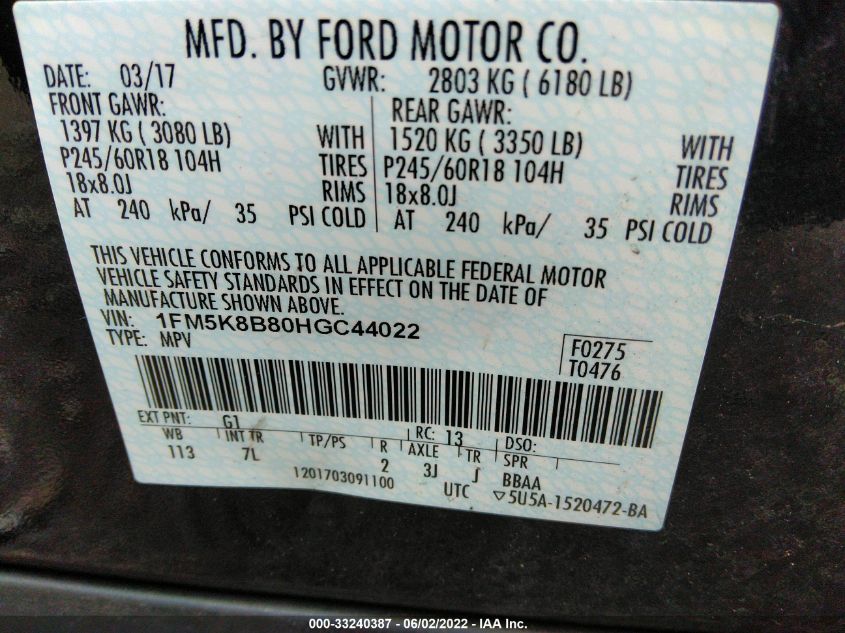 MFD. BY FORD MOTOR CO.
DATE: 03/17 GVWR: 2803 KG ( 6180 LB)
FRONT GAWR: REAR GAWR:
1397 KG ( 3080 LB) WITH 1520 KG ( 3350 LB) WITH
P245/60R18 104H TIRES P245/60R18 104H TIRES
18x8.0J RIMS 18x8.0J RIMS
AT 240 kPa/ 35 PSI COLD AT 240 kPa/ 35 PSI COLD
THIS VEHICLE CONFORMS TO ALL APPLICABLE FEDERAL MOTOR
VEHICLE SAFETY STANDARDS IN EFFECT ON THE DATE OF
MANUFACTURE SHOWN ABOVE.
VIN: 1FM5K8B80HGC44022
TYPE: MPV
F0275
T0476
EXT PNT: G1 RC: 13 DSO:
WB INT TR TP/PS R AXLE TR SPR
113 7L 2 3J J BBAA
1201703091100 UTC ▽5U5A-1520472-BA
000-33240387 - 06/02/2022 - IAA Inc.